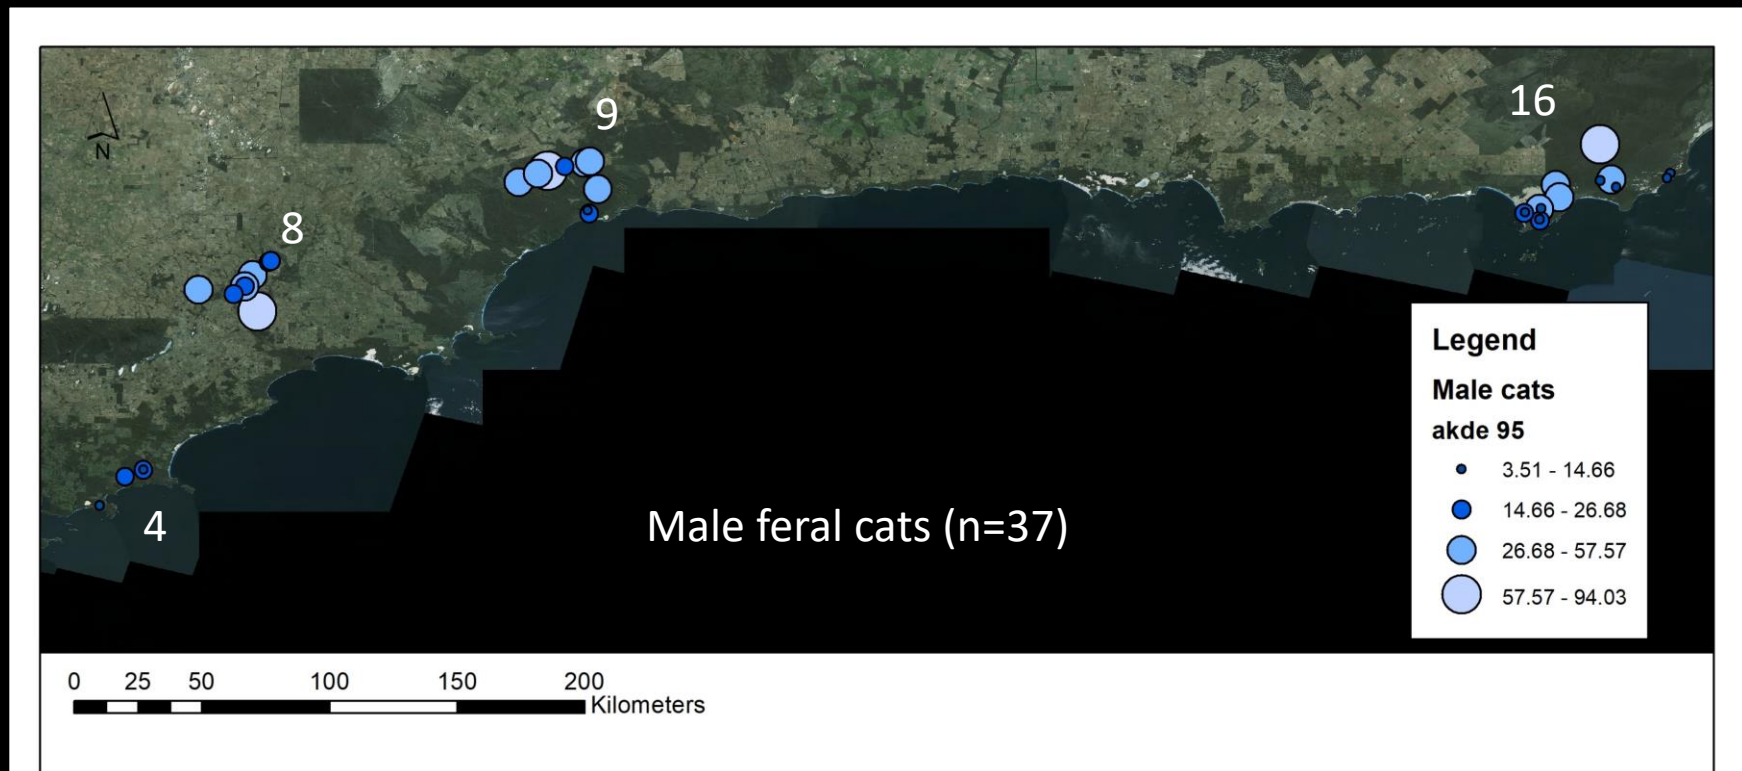 N
9
16
8
4
Male feral cats (n=37)
Legend
Male cats
akde 95
3.51 - 14.66
14.66 - 26.68
26.68 - 57.57
57.57 - 94.03
0 25 50 100 150 200
Kilometers